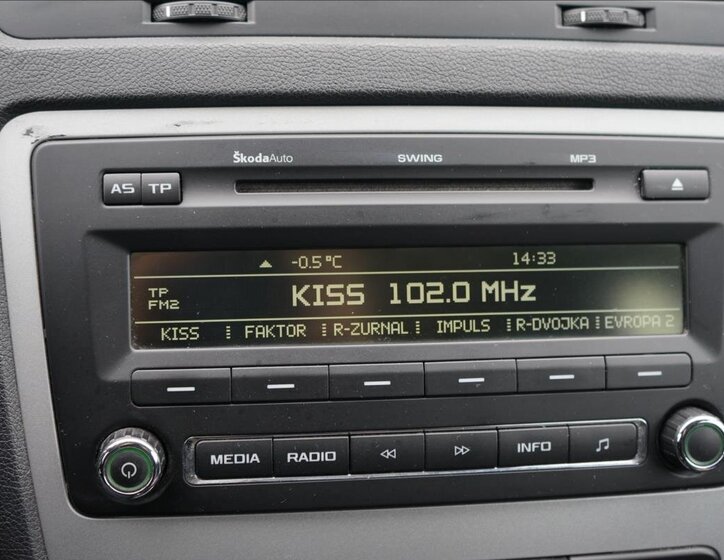 ŠkodaAuto SWING MP3
AS TP
-0.5°C 14:33
TP
FM2
KISS 102.0 MHz
KISS FAKTOR R-ZURNAL IMPULS R-DVOJKA EVROPA 2
MEDIA RADIO INFO